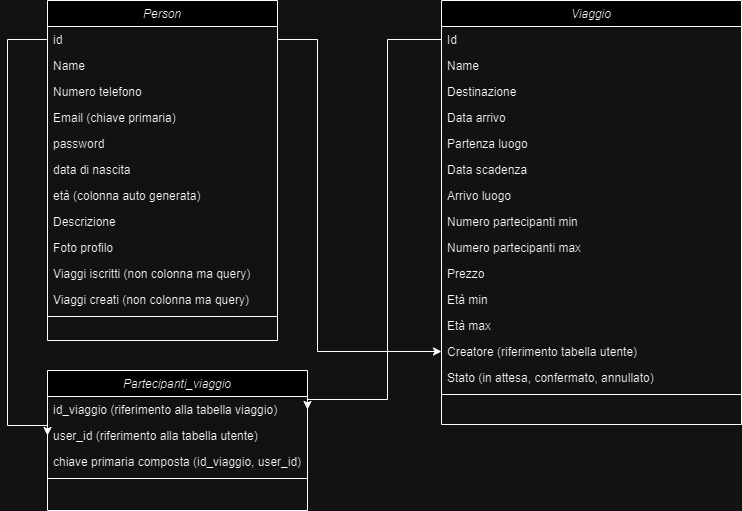 Person
id
Name
Numero telefono
Email (chiave primaria)
password
data di nascita
età (colonna auto generata)
Descrizione
Foto profilo
Viaggi iscritti (non colonna ma query)
Viaggi creati (non colonna ma query)
Viaggio
Id
Name
Destinazione
Data arrivo
Partenza luogo
Data scadenza
Arrivo luogo
Numero partecipanti min
Numero partecipanti max
Prezzo
Età min
Età max
Creatore (riferimento tabella utente)
Stato (in attesa, confermato, annullato)
Partecipanti_viaggio
id_viaggio (riferimento alla tabella viaggio)
user_id (riferimento alla tabella utente)
chiave primaria composta (id_viaggio, user_id)